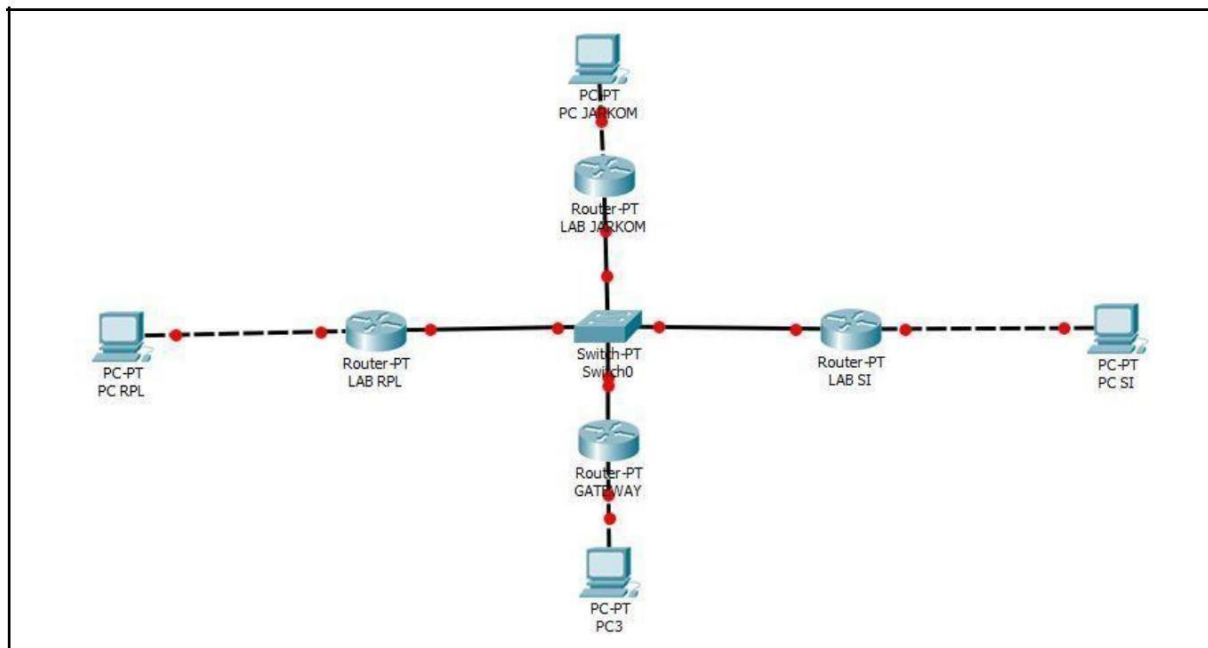 PC-PT
PC JARKOM
Router-PT
LAB JARKOM
PC-PT
PC RPL
Router-PT
LAB RPL
Switch-PT
Switch0
Router-PT
LAB SI
PC-PT
PC SI
Router-PT
GATEWAY
PC-PT
PC3